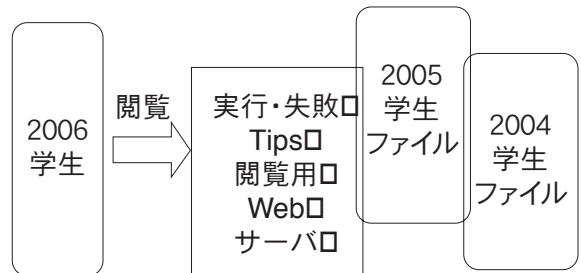 2006
学生
閲覧
実行・失敗
Tips
閲覧用
Web
サーバ
2005
学生
ファイル
2004
学生
ファイル